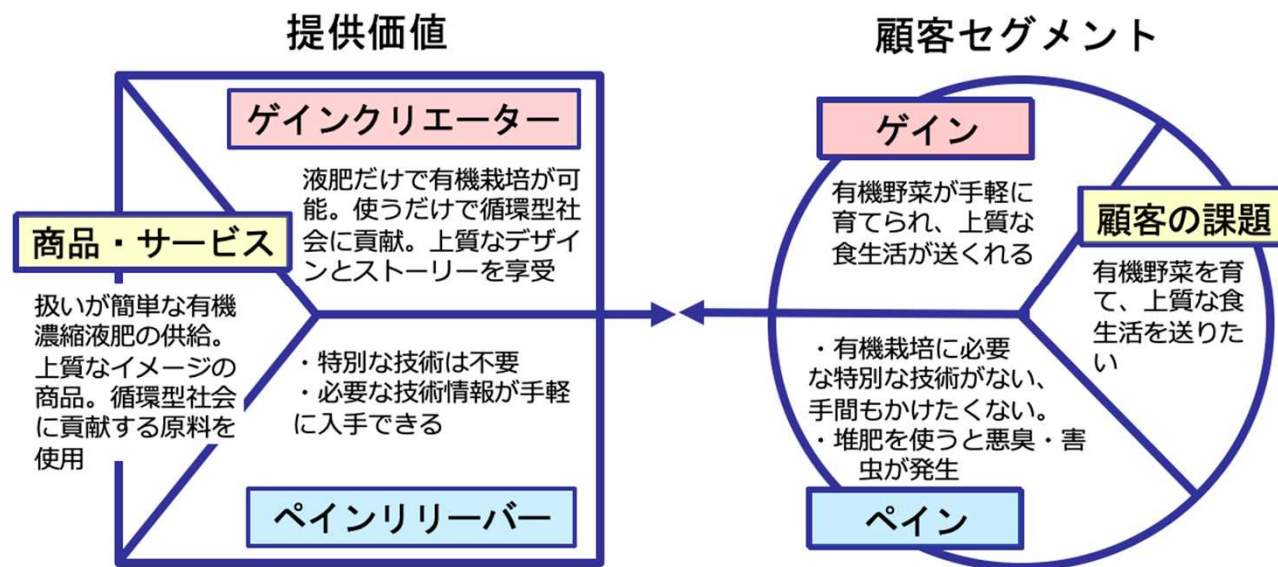 提供価値
ゲインクリエーター
液肥だけで有機栽培が可
能。使うだけで循環型社
会に貢献。上質なデザイ
ンとストーリーを享受
商品・サービス
扱いが簡単な有機
濃縮液肥の供給。
上質なイメージの
商品。循環型社会
に貢献する原料を
使用
・特別な技術は不要
・必要な技術情報が手軽
に入手できる
ペインリリーバー
顧客セグメント
ゲイン
有機野菜が手軽に
育てられ、上質な
食生活が送くれる
顧客の課題
有機野菜を育
て、上質な食
生活を送りた
い
・有機栽培に必要
な特別な技術がない、
手間もかけたくない。
・堆肥を使うと悪臭・害
虫が発生
ペイン